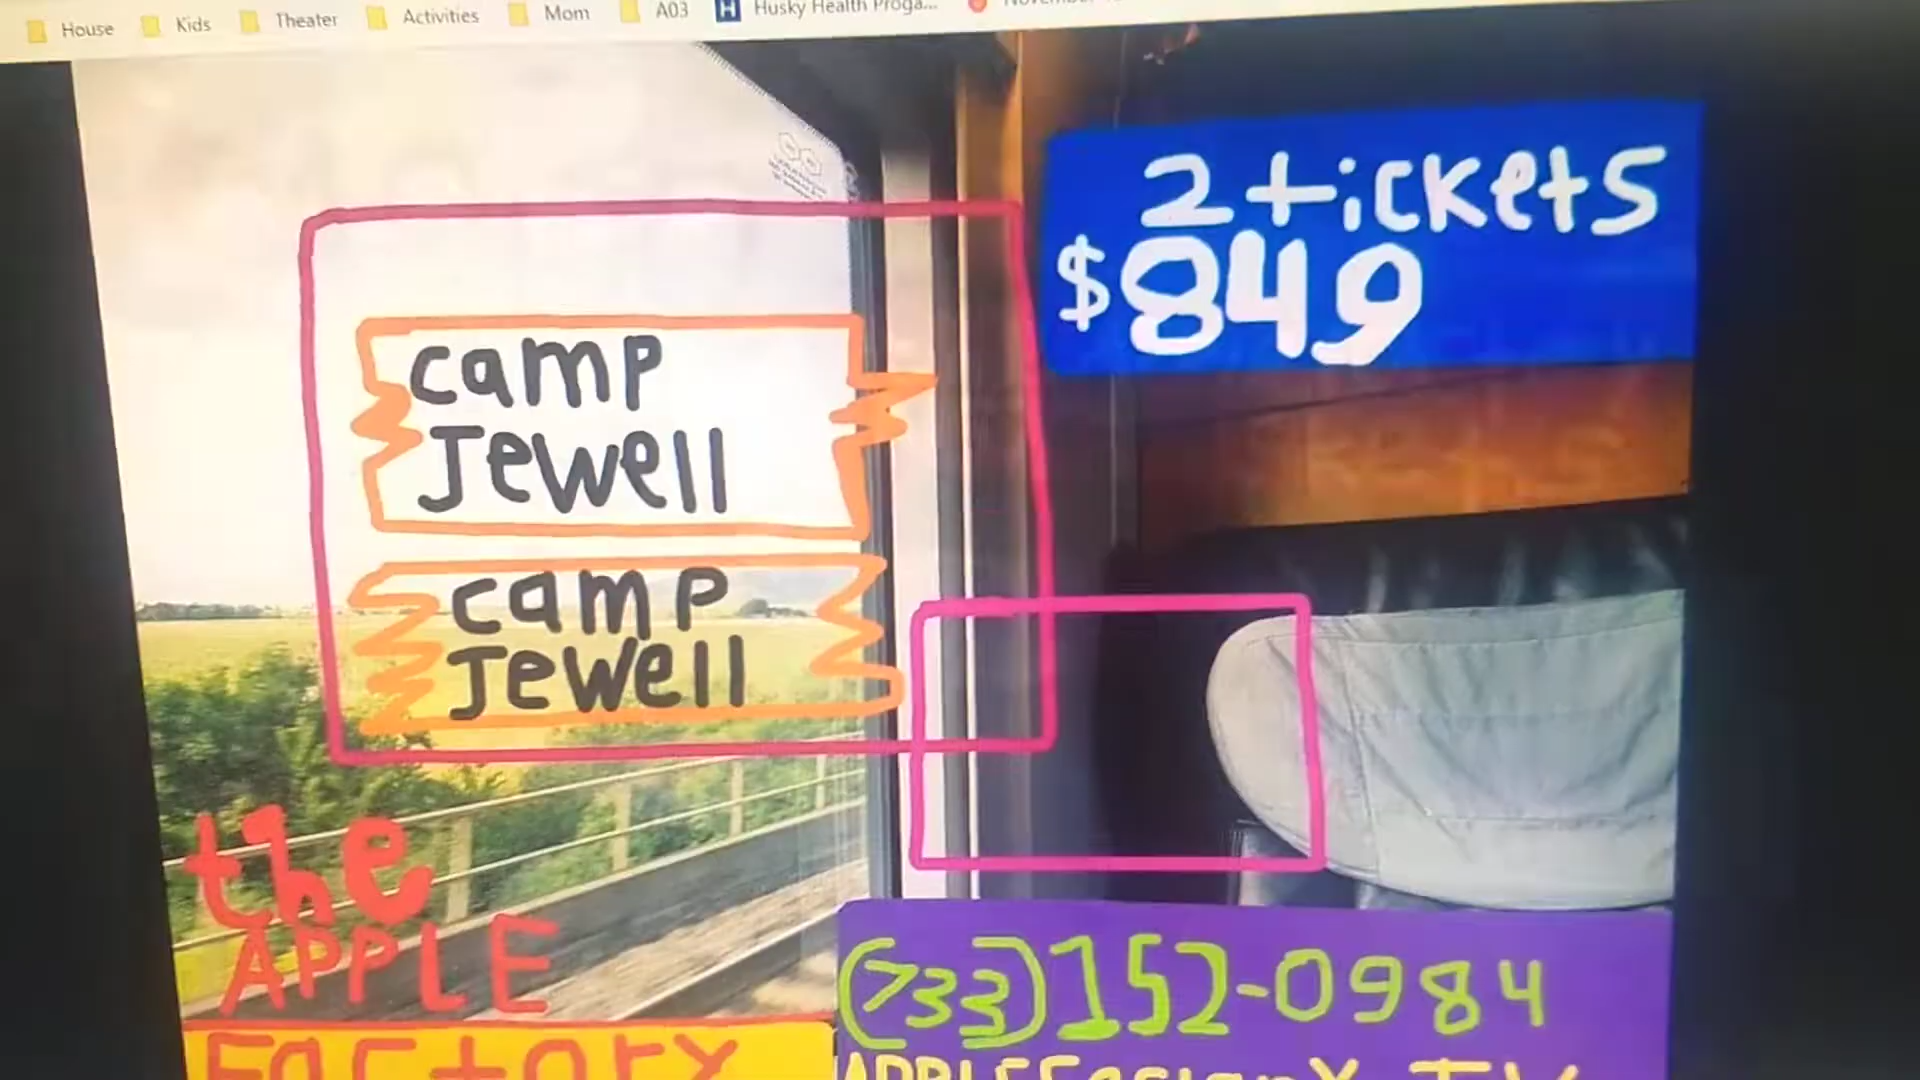 House
Kids
Theater
Activities
Mom
A03
H
Husky Health Proga...
2 tickets
$849
camp
Jewell
camp
Jewell
the
APPLE
Factory
(733)152-0984